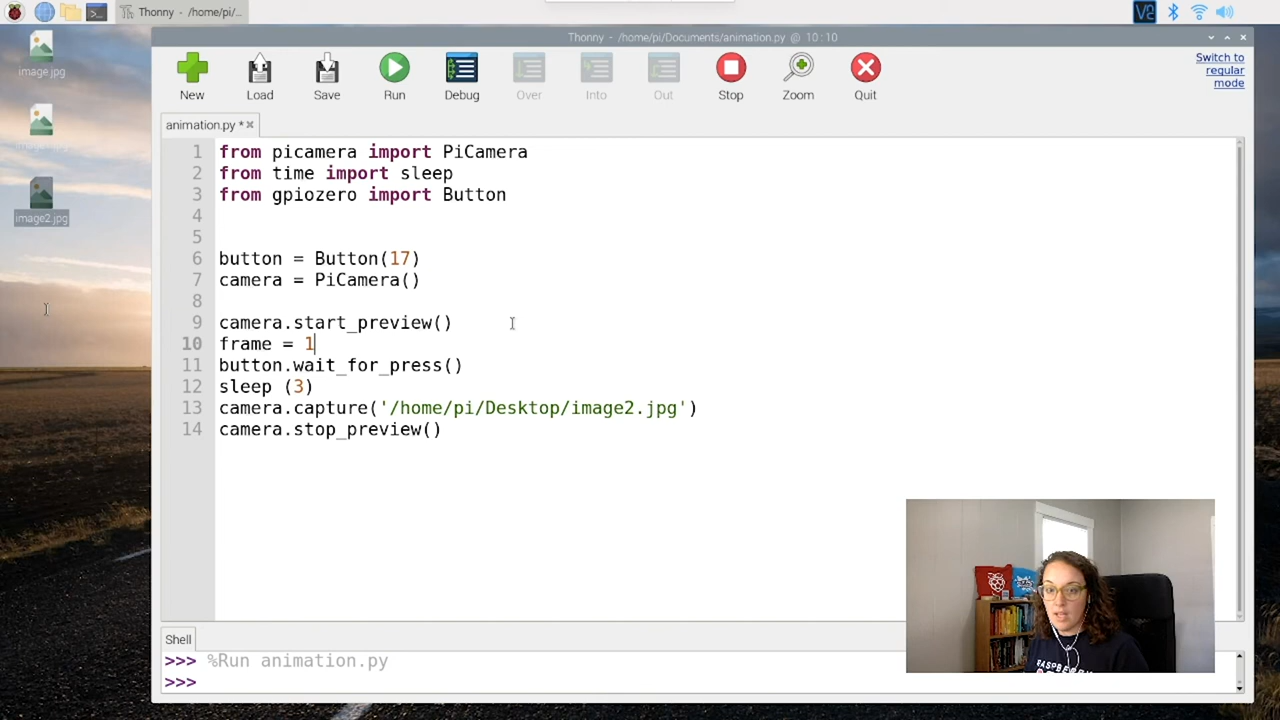 Thonny - /home/pi/...
Thonny - /home/pi/Documents/animation.py @ 10:10
image.jpg
image2.jpg
New
Load
Save
Run
Debug
Over
Into
Out
Stop
Zoom
Quit
Switch to
regular
mode
animation.py *
1 from picamera import PiCamera
2 from time import sleep
3 from gpiozero import Button
4
5
6 button = Button(17)
7 camera = PiCamera()
8
9 camera.start_preview()
10 frame = 1
11 button.wait_for_press()
12 sleep (3)
13 camera.capture('/home/pi/Desktop/image2.jpg')
14 camera.stop_preview()
Shell
>>> %Run animation.py
>>>
RASPBERRY